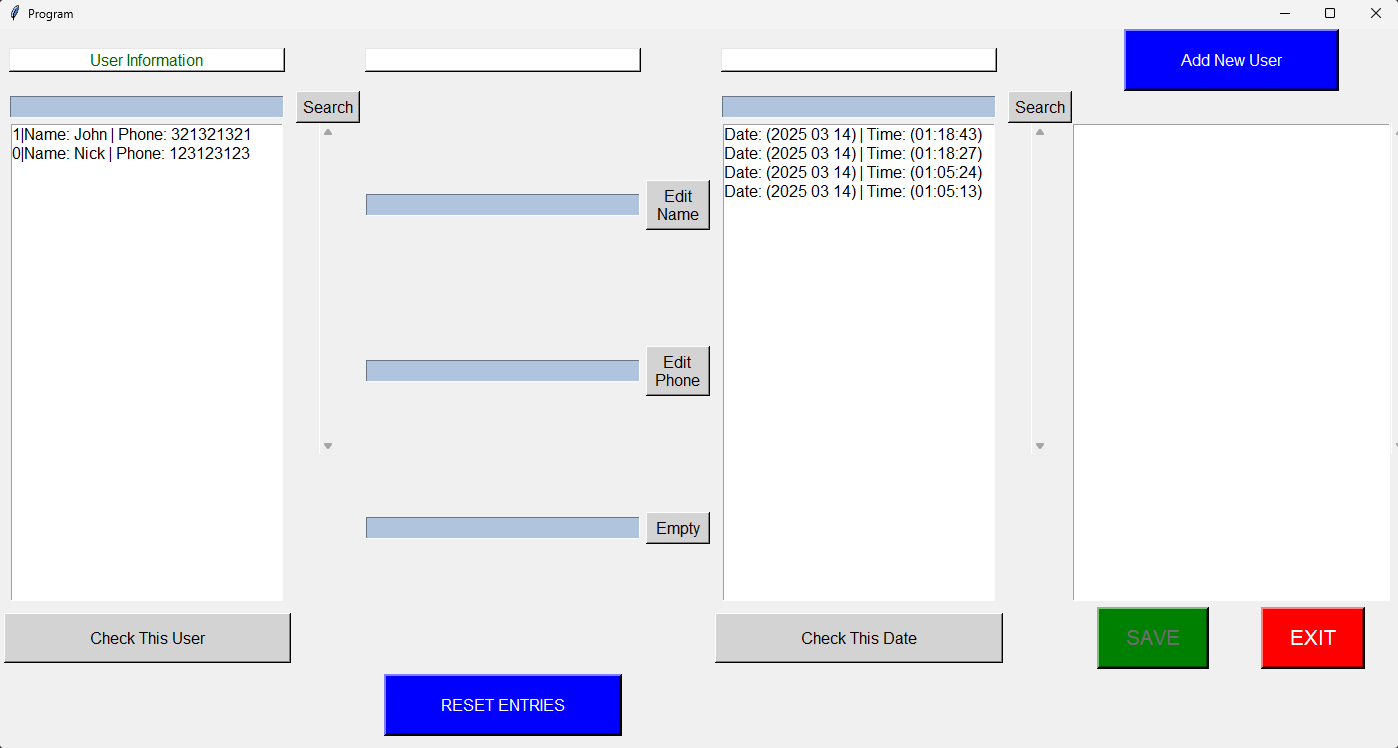 Program
User Information
Add New User
Search
Search
1|Name: John | Phone: 321321321
0|Name: Nick | Phone: 123123123
Date: (2025 03 14) | Time: (01:18:43)
Date: (2025 03 14) | Time: (01:18:27)
Date: (2025 03 14) | Time: (01:05:24)
Date: (2025 03 14) | Time: (01:05:13)
Edit
Name
Edit
Phone
Empty
Check This User
Check This Date
SAVE
EXIT
RESET ENTRIES